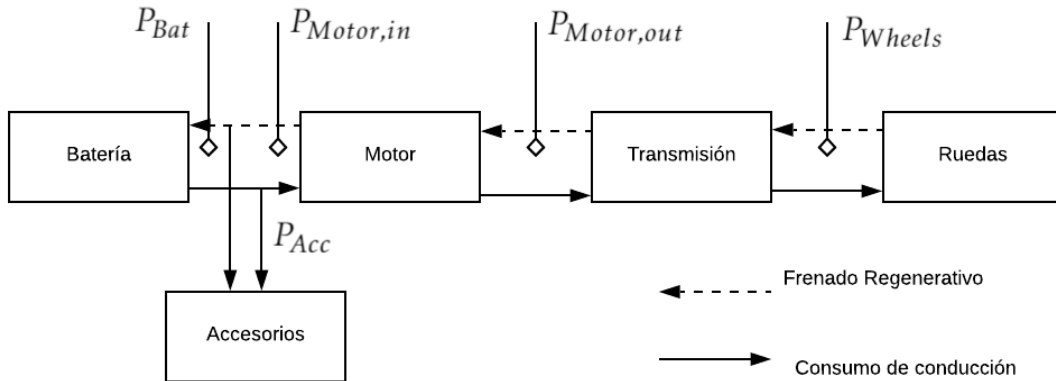 P_Bat
P_Motor,in
P_Motor,out
P_Wheels
Batería
Motor
Transmisión
Ruedas
P_Acc
Accesorios
Frenado Regenerativo
Consumo de conducción